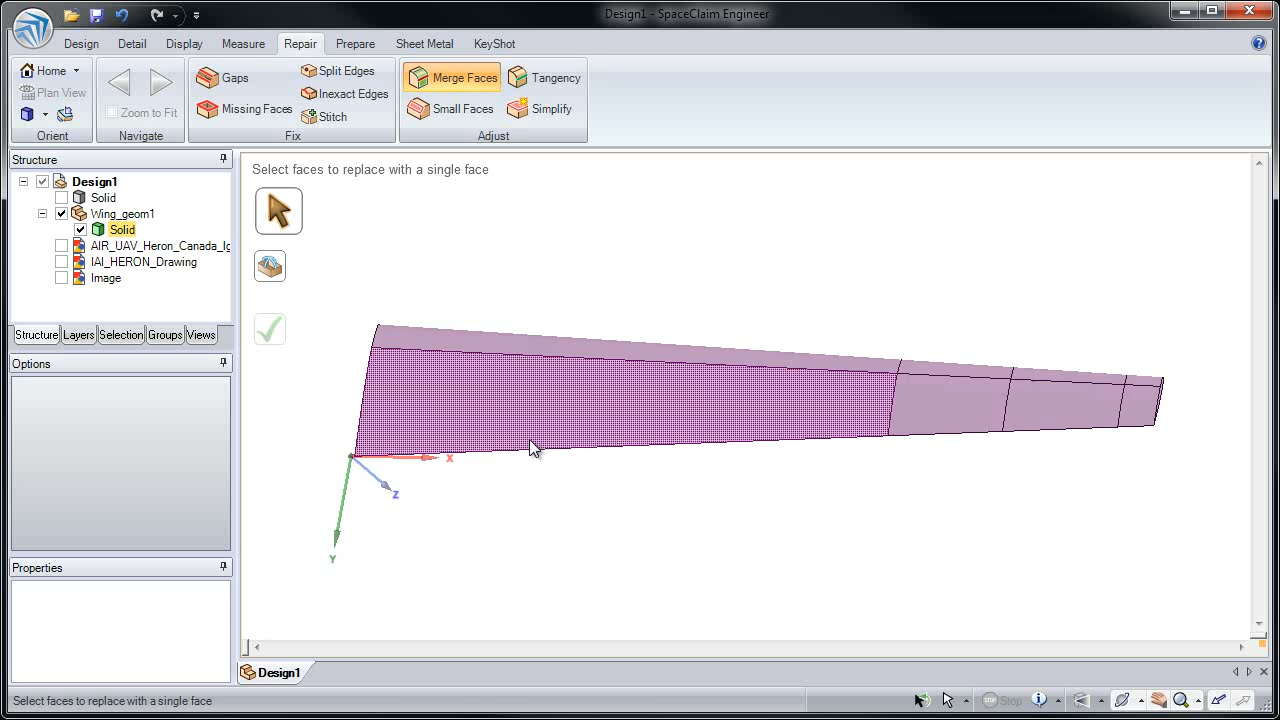 Design1 - SpaceClaim Engineer
Design Detail Display Measure Repair Prepare Sheet Metal KeyShot
Home
Plan View
Orient
Zoom to Fit
Navigate
Gaps
Missing Faces
Split Edges
Inexact Edges
Stitch
Fix
Merge Faces
Small Faces
Tangency
Simplify
Adjust
Structure
Design1
Solid
Wing_geom1
Solid
AIR_UAV_Heron_Canada_lg
IAI_HERON_Drawing
Image
Structure Layers Selection Groups Views
Options
Properties
Select faces to replace with a single face
X
Z
Y
Design1
Select faces to replace with a single face
Stop